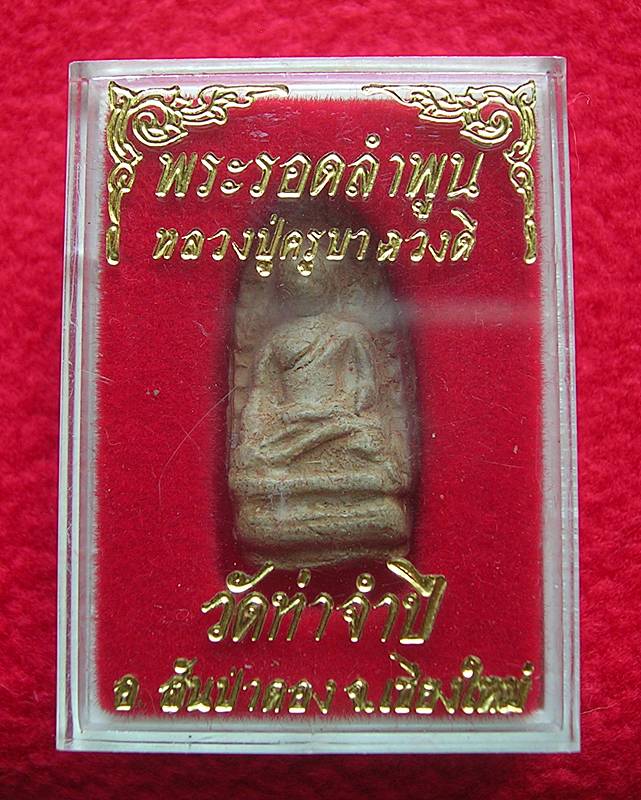 พระรอดลำพูน
หลวงปู่ครูบาดวงดี
วัดท่าจำปี
อ. สันป่าตอง จ.เชียงใหม่